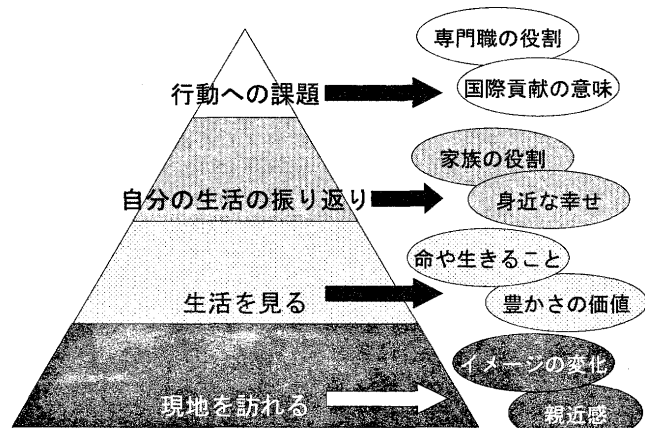 専門職の役割
国際貢献の意味
行動への課題
家族の役割
自分の生活の振り返り
身近な幸せ
命や生きること
生活を見る
豊かさの価値
イメージの変化
現地を訪れる
親近感